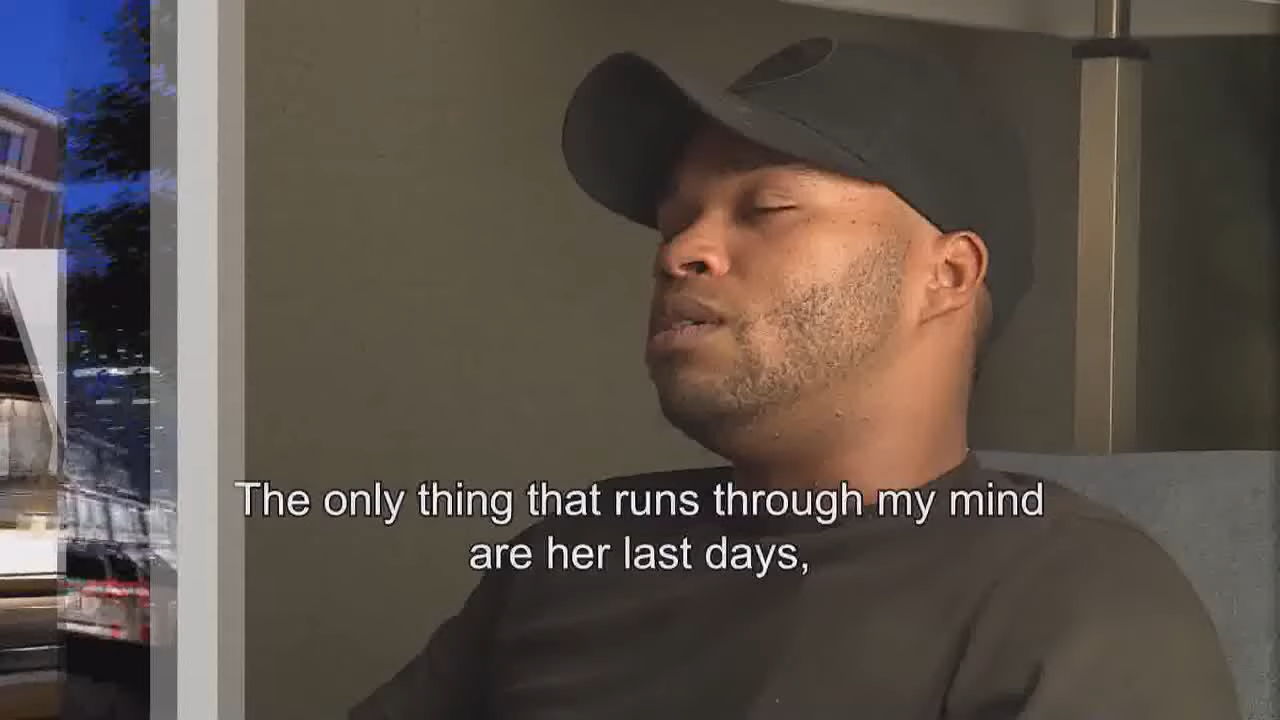 The only thing that runs through my mind
are her last days,